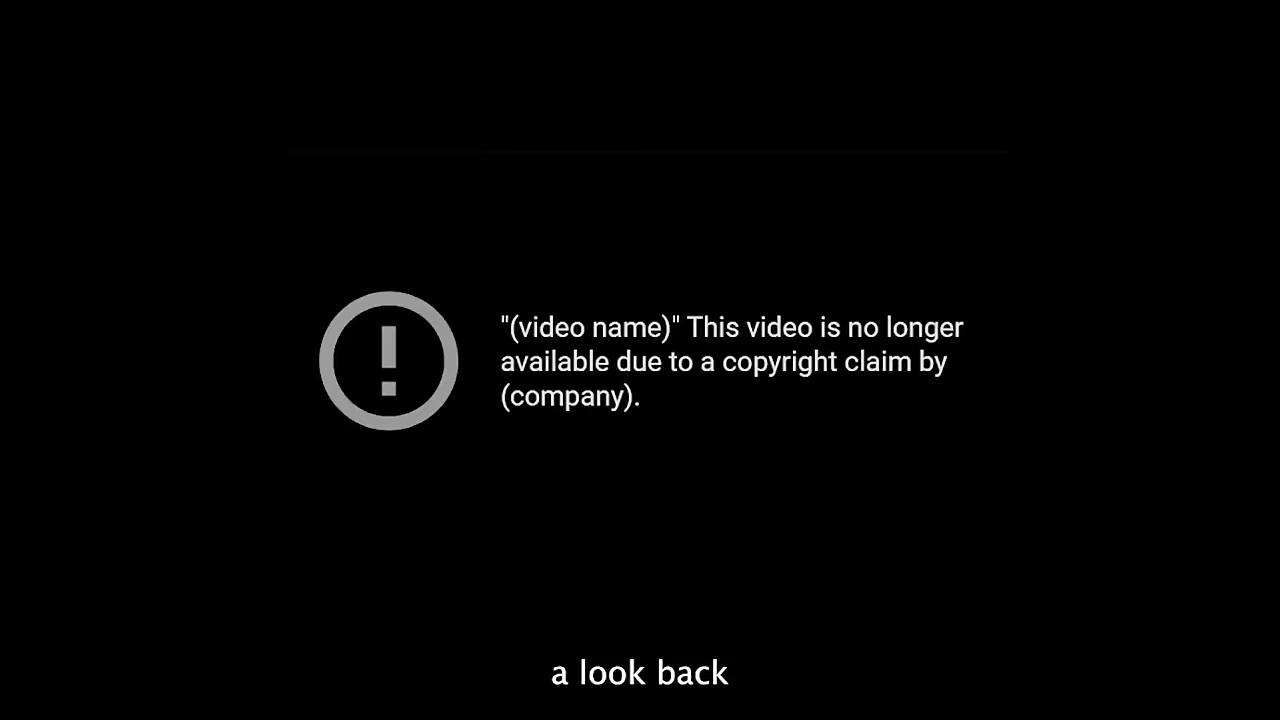 "(video name)" This video is no longer
available due to a copyright claim by
(company).
a look back